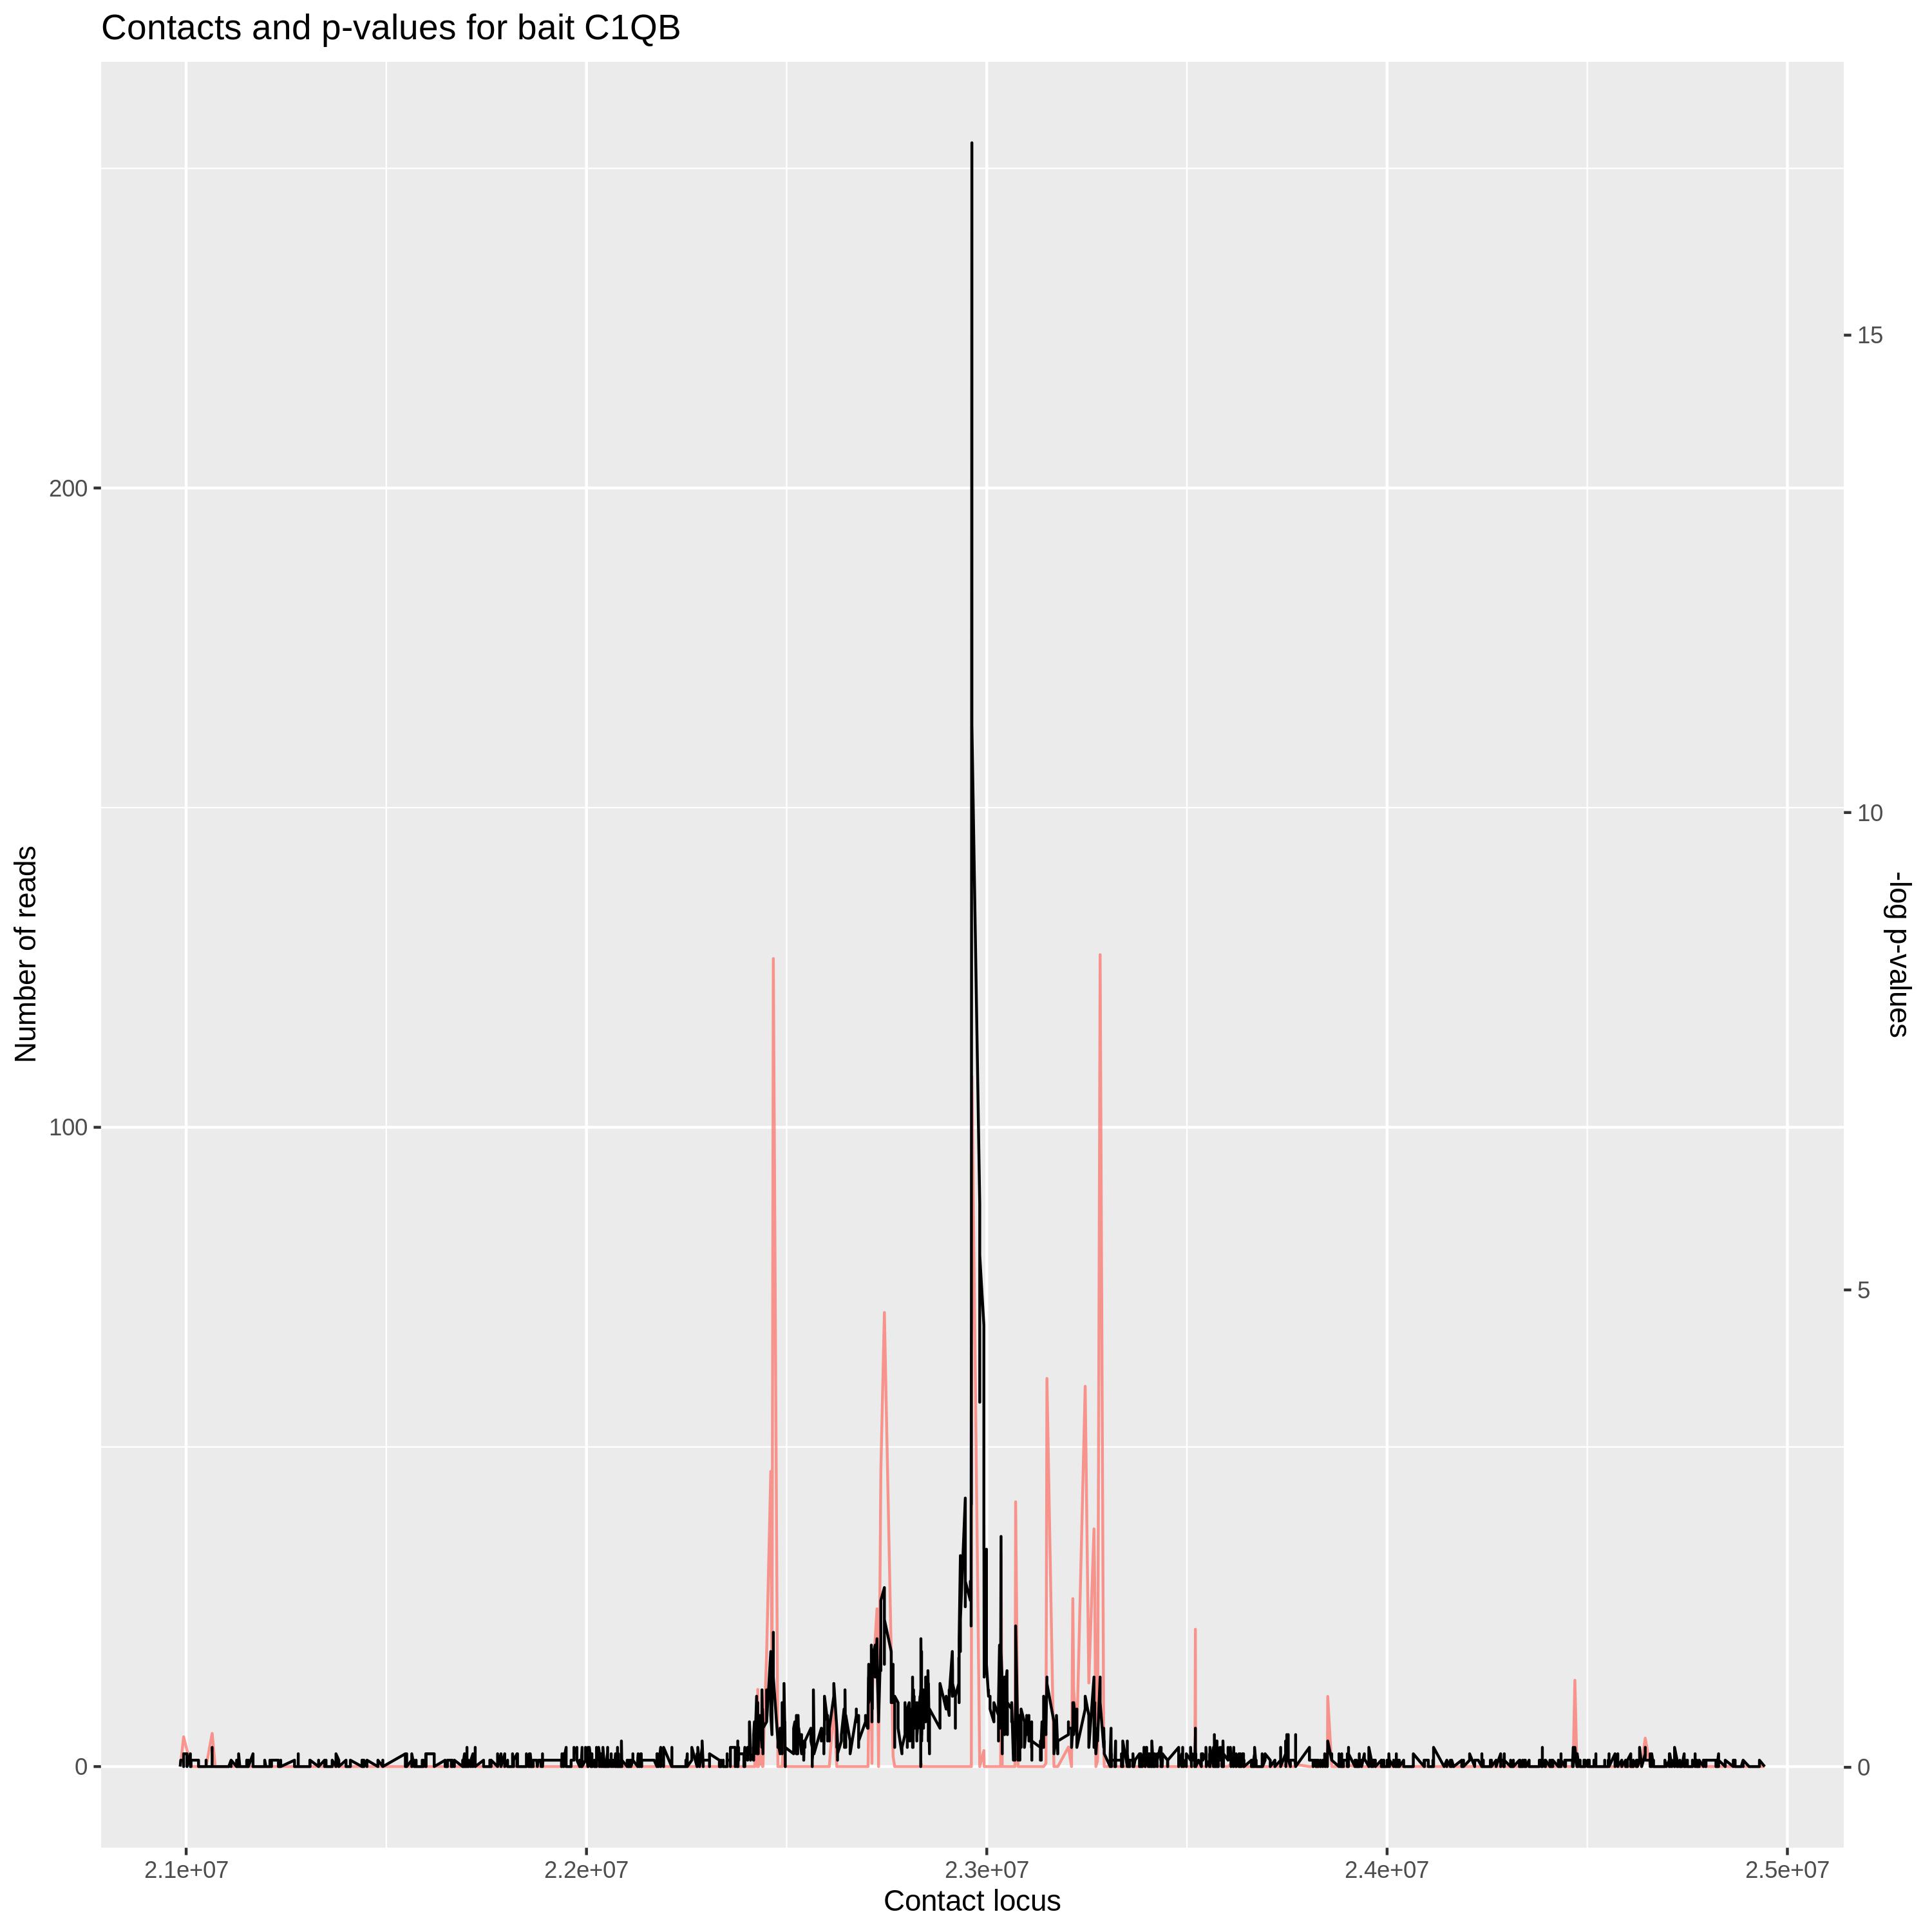 Contacts and p-values for bait C1QB
Number of reads
200
100
0
15
10
5
0
-log p-values
2.1e+07
2.2e+07
2.3e+07
2.4e+07
2.5e+07
Contact locus